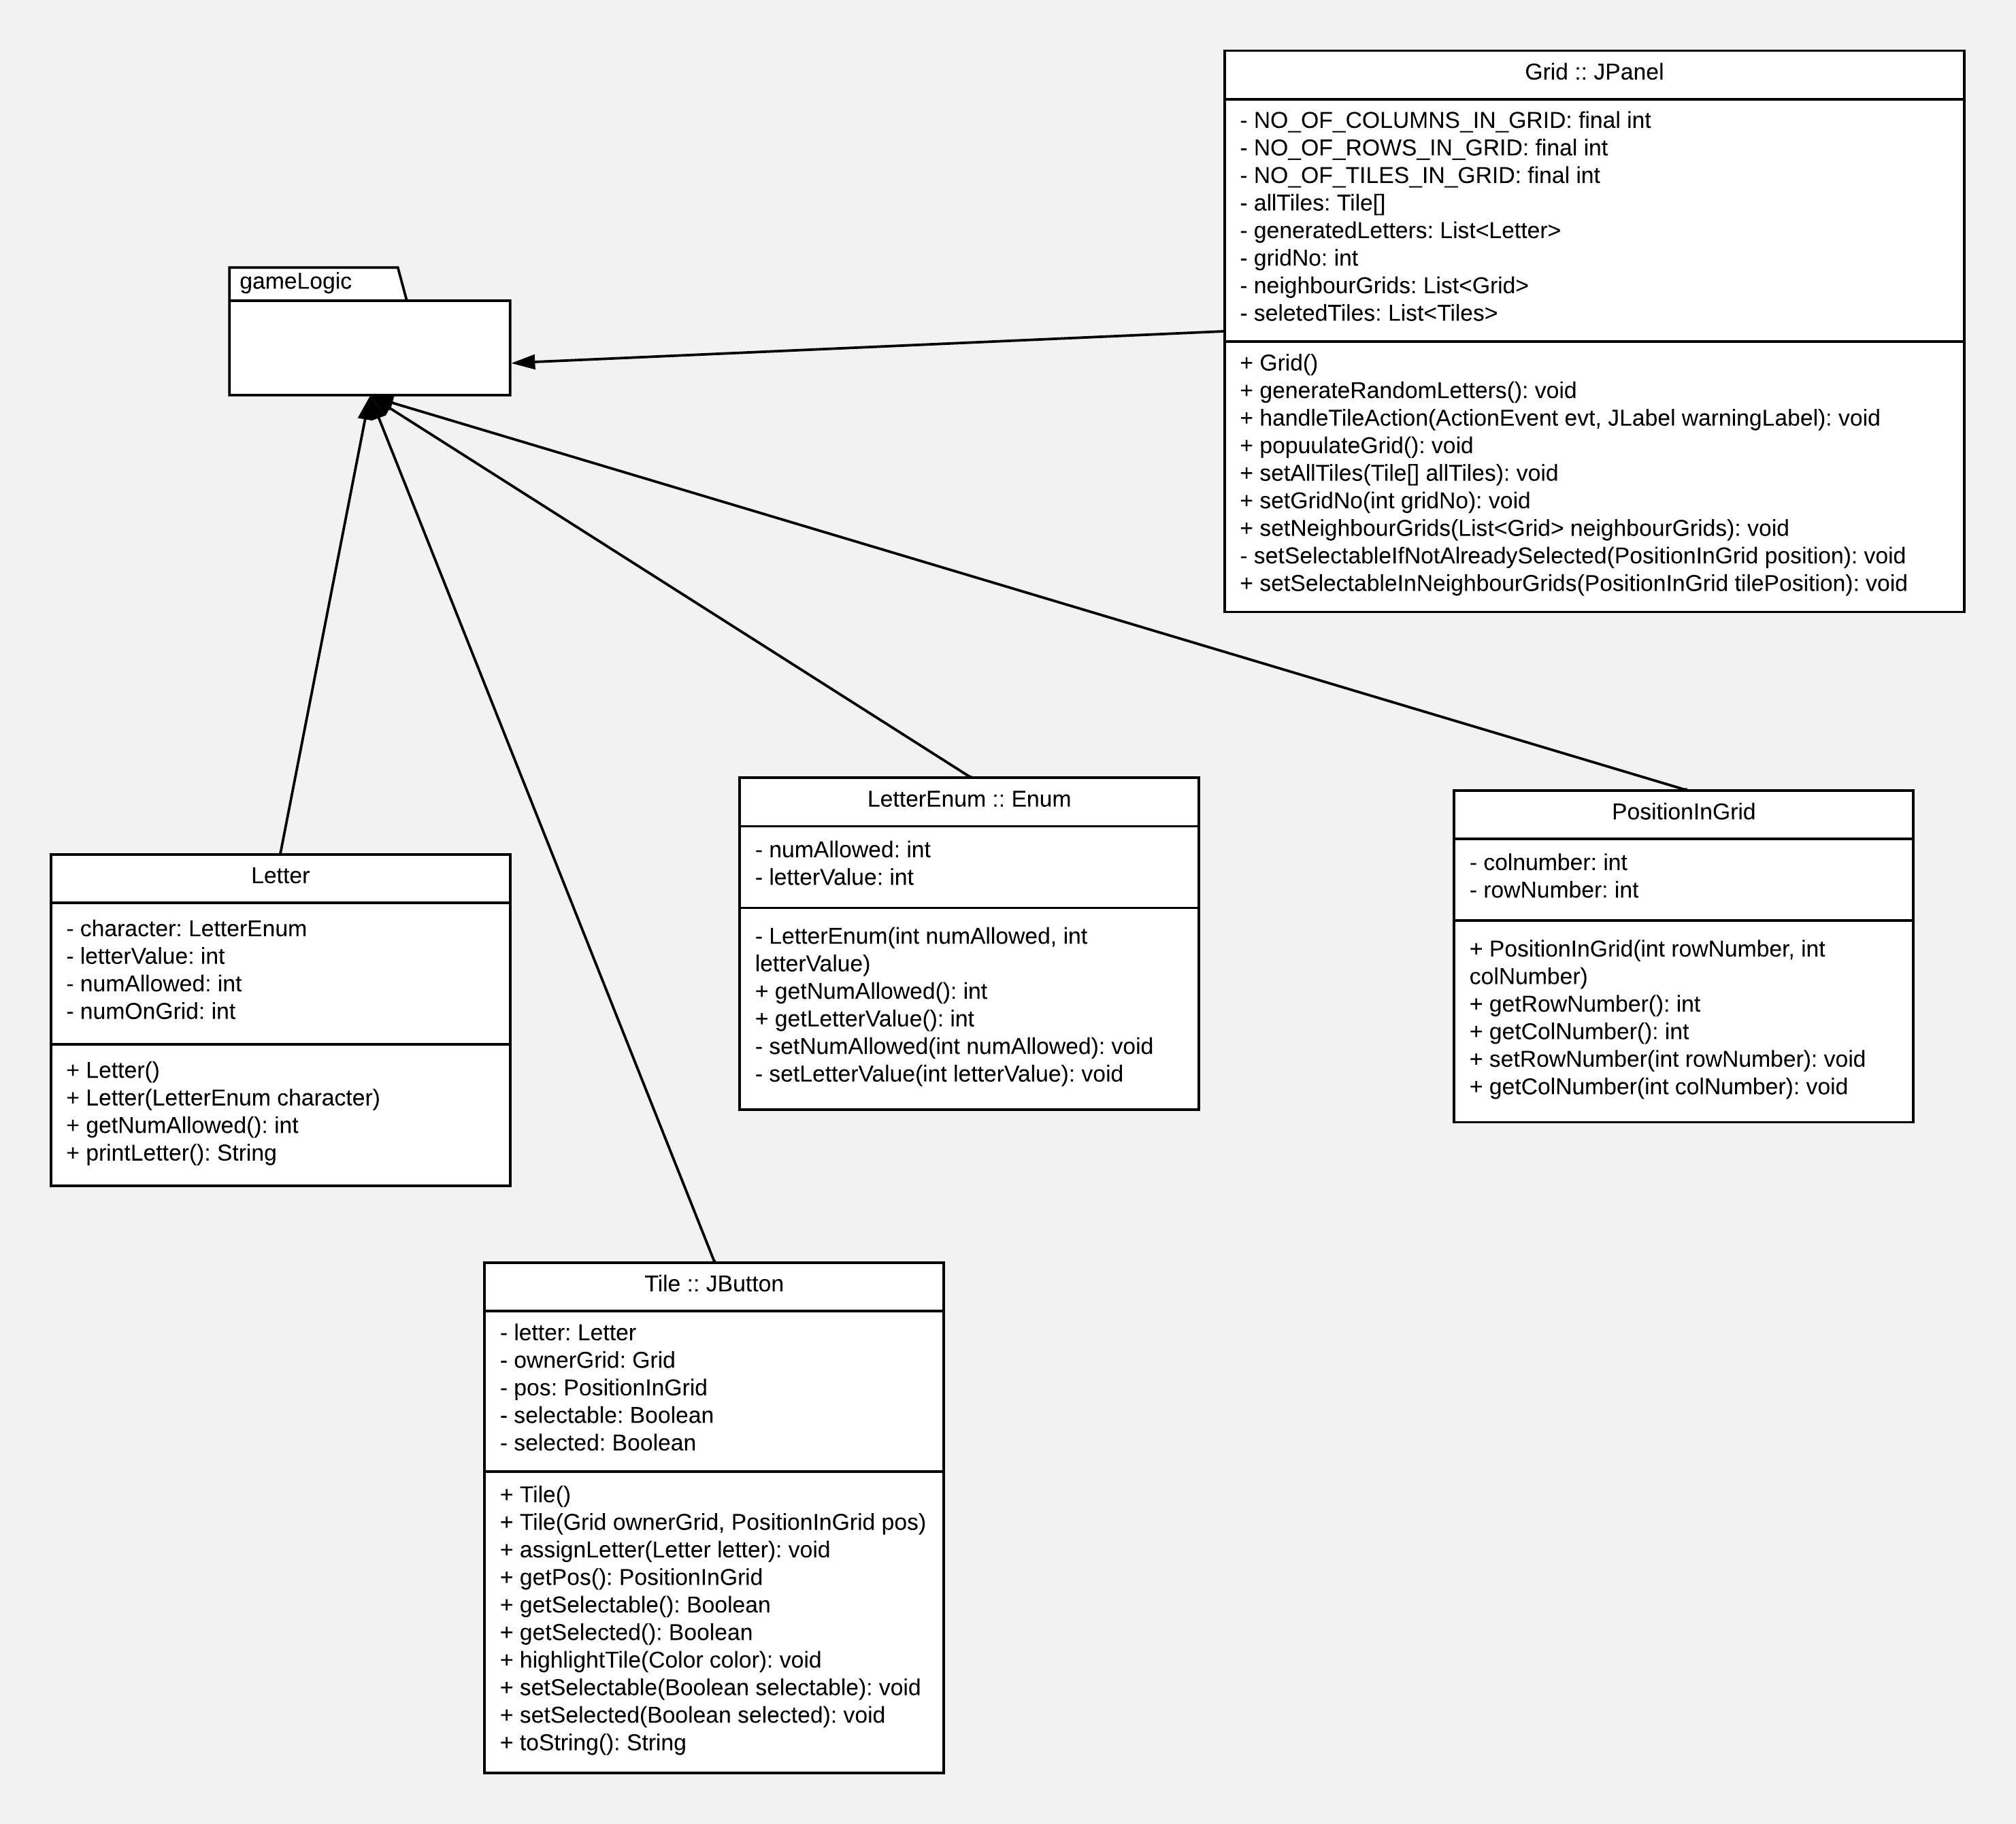 Grid :: JPanel
- NO_OF_COLUMNS_IN_GRID: final int
- NO_OF_ROWS_IN_GRID: final int
- NO_OF_TILES_IN_GRID: final int
- allTiles: Tile[]
- generatedLetters: List<Letter>
- gridNo: int
- neighbourGrids: List<Grid>
- seletedTiles: List<Tiles>
+ Grid()
+ generateRandomLetters(): void
+ handleTileAction(ActionEvent evt, JLabel warningLabel): void
+ popuulateGrid(): void
+ setAllTiles(Tile[] allTiles): void
+ setGridNo(int gridNo): void
+ setNeighbourGrids(List<Grid> neighbourGrids): void
- setSelectableIfNotAlreadySelected(PositionInGrid position): void
+ setSelectableInNeighbourGrids(PositionInGrid tilePosition): void
gameLogic
Letter
- character: LetterEnum
- letterValue: int
- numAllowed: int
- numOnGrid: int
+ Letter()
+ Letter(LetterEnum character)
+ getNumAllowed(): int
+ printLetter(): String
LetterEnum :: Enum
- numAllowed: int
- letterValue: int
- LetterEnum(int numAllowed, int
letterValue)
+ getNumAllowed(): int
+ getLetterValue(): int
- setNumAllowed(int numAllowed): void
- setLetterValue(int letterValue): void
PositionInGrid
- colnumber: int
- rowNumber: int
+ PositionInGrid(int rowNumber, int
colNumber)
+ getRowNumber(): int
+ getColNumber(): int
+ setRowNumber(int rowNumber): void
+ getColNumber(int colNumber): void
Tile :: JButton
- letter: Letter
- ownerGrid: Grid
- pos: PositionInGrid
- selectable: Boolean
- selected: Boolean
+ Tile()
+ Tile(Grid ownerGrid, PositionInGrid pos)
+ assignLetter(Letter letter): void
+ getPos(): PositionInGrid
+ getSelectable(): Boolean
+ getSelected(): Boolean
+ highlightTile(Color color): void
+ setSelectable(Boolean selectable): void
+ setSelected(Boolean selected): void
+ toString(): String